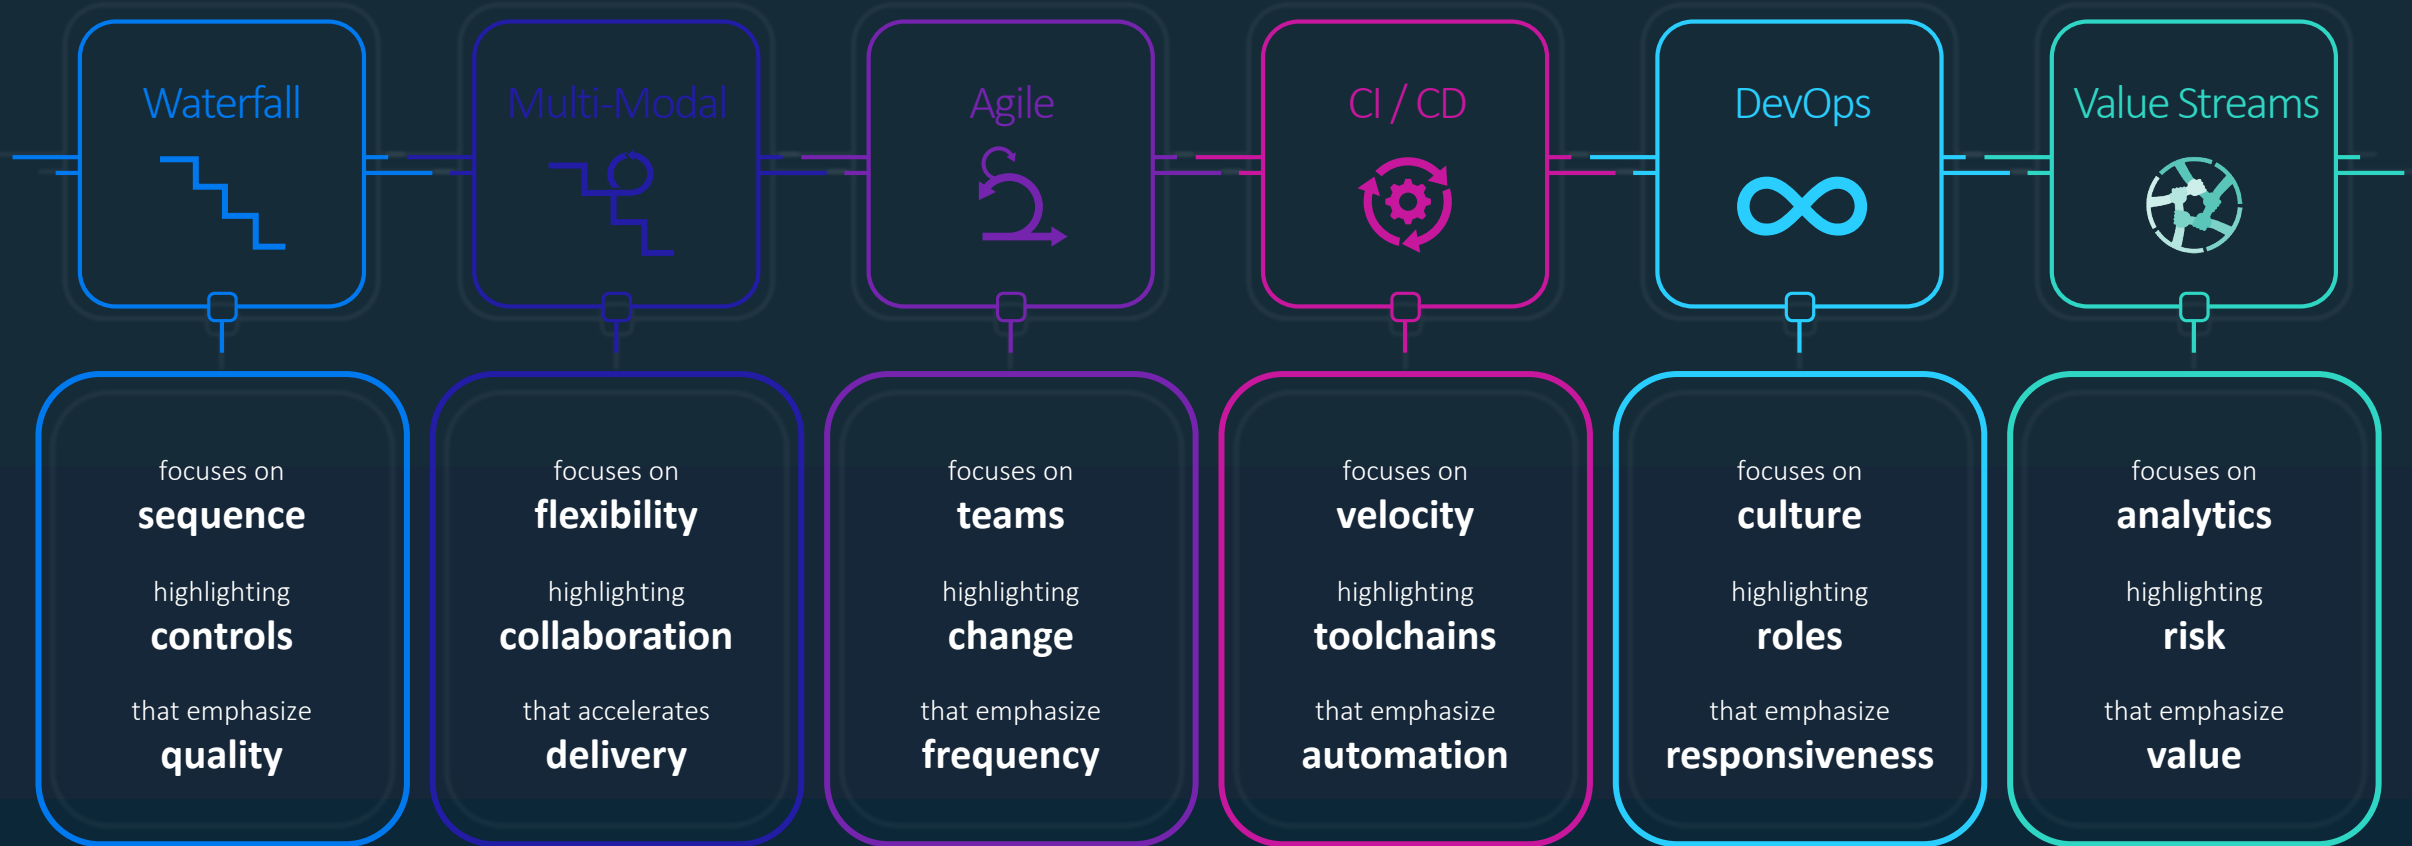 Waterfall
focuses on
sequence
highlighting
controls
that emphasize
quality
Multi-Modal
focuses on
flexibility
highlighting
collaboration
that accelerates
delivery
Agile
focuses on
teams
highlighting
change
that emphasize
frequency
CI / CD
focuses on
velocity
highlighting
toolchains
that emphasize
automation
DevOps
focuses on
culture
highlighting
roles
that emphasize
responsiveness
Value Streams
focuses on
analytics
highlighting
risk
that emphasize
value